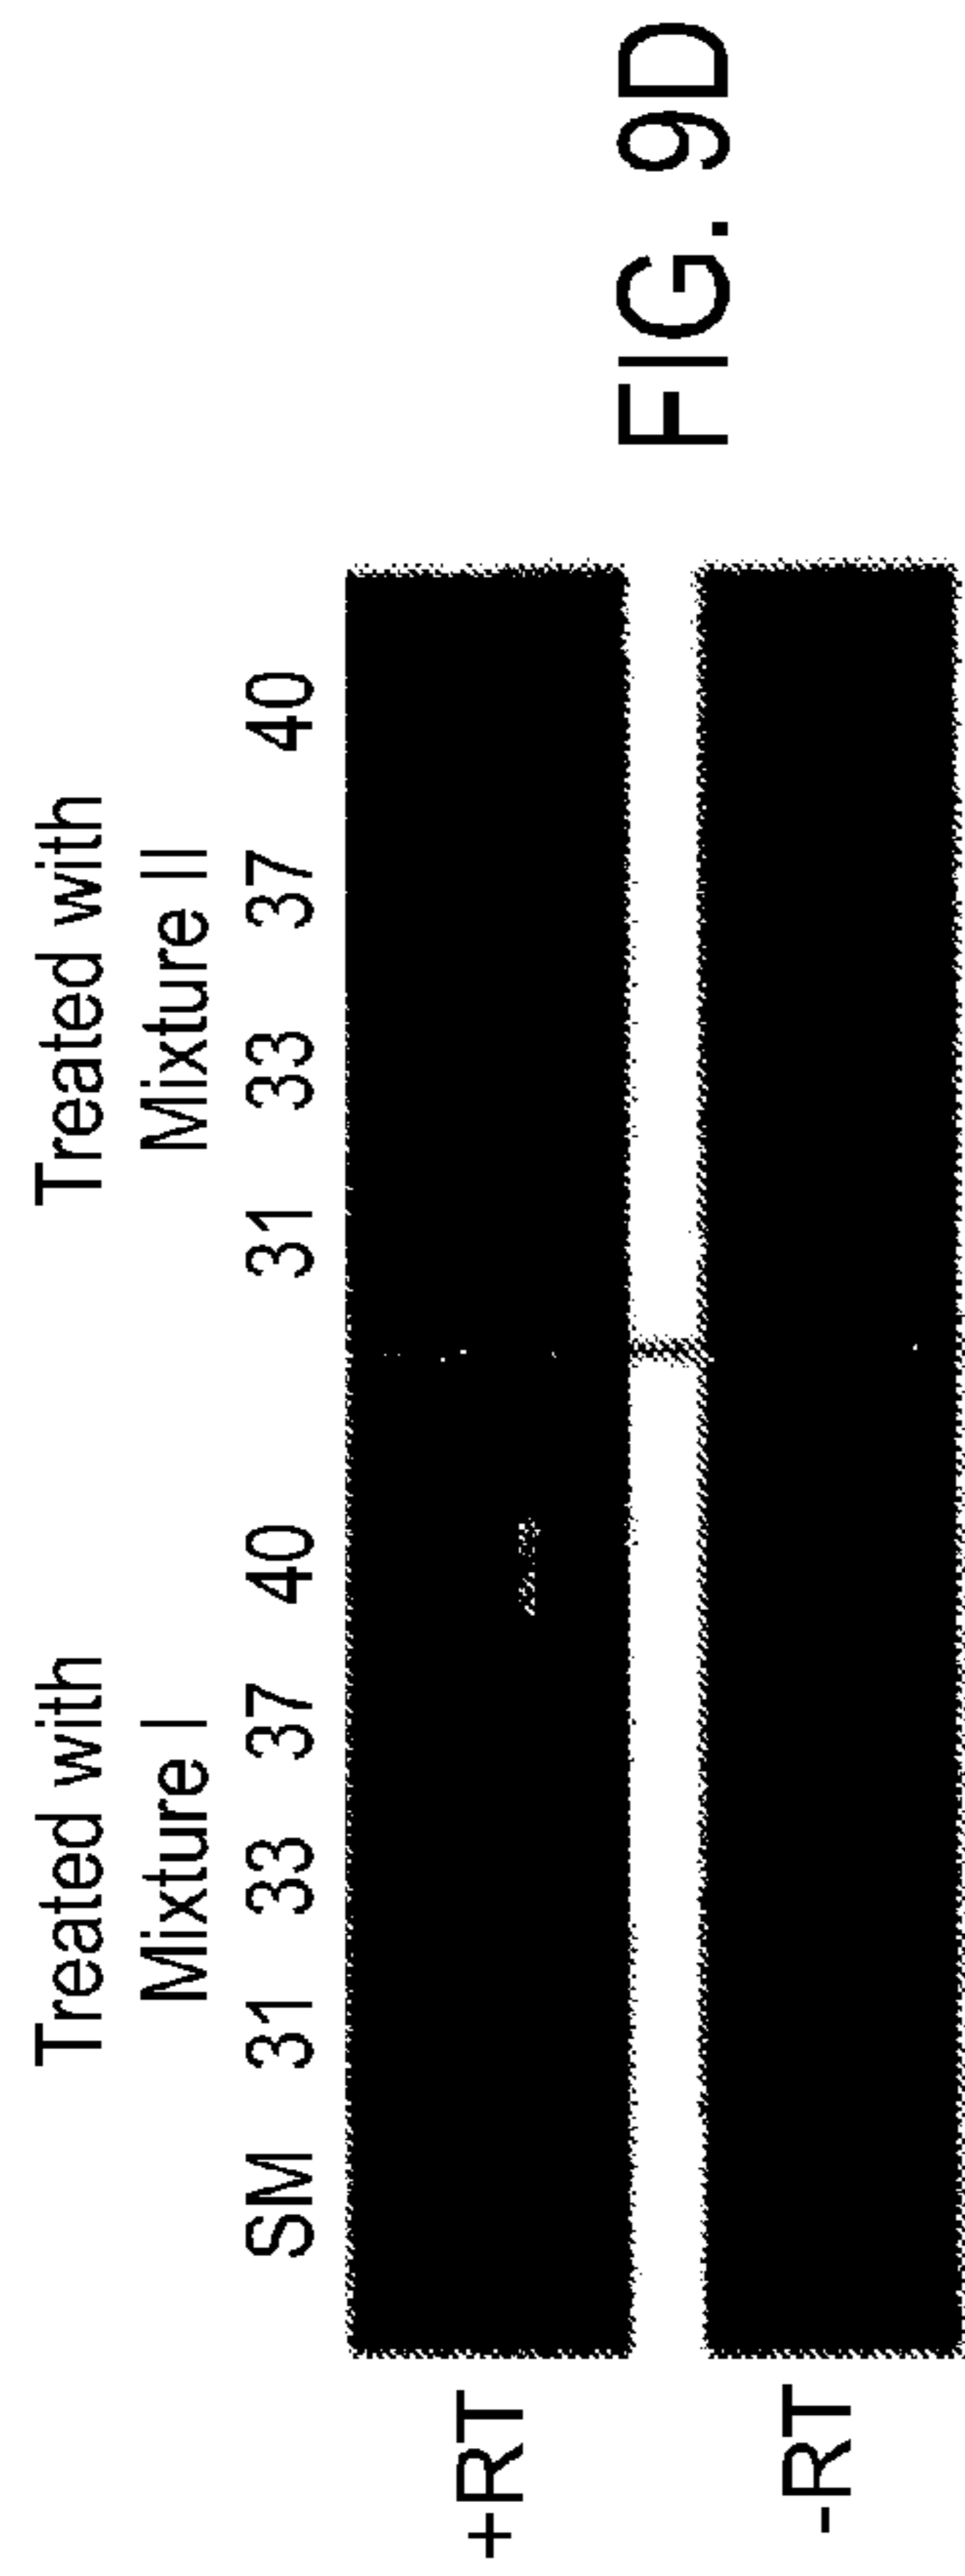 Treated with Treated with
Mixture I Mixture II
SM 31 33 37 40 31 33 37 40
+RT
-RT
FIG. 9D